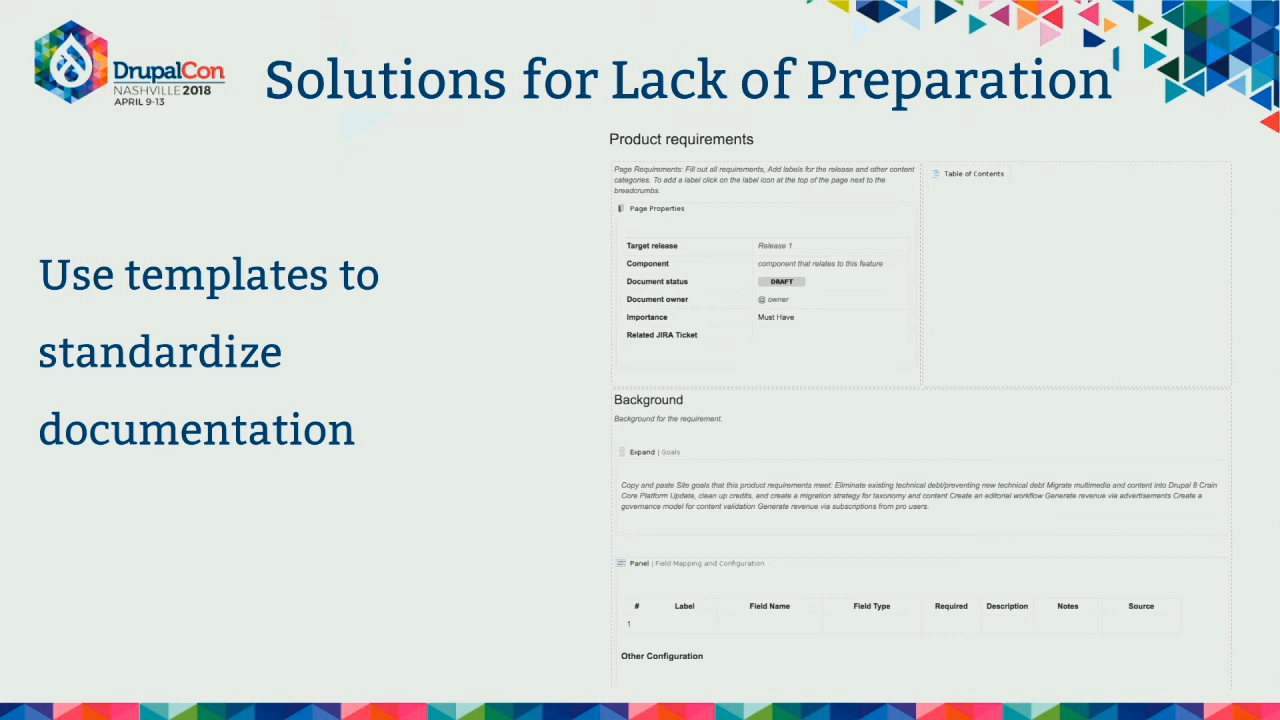 DrupalCon
NASHVILLE 2018
APRIL 9-13
Solutions for Lack of Preparation
Use templates to
standardize
documentation
Product requirements
Page Requirements: Fill out all requirements, Add labels for the release and other content
categories. To add a label click on the label icon at the top of the page next to the
breadcrumbs.
Page Properties
Target release Release 1
Component component that relates to this feature
Document status DRAFT
Document owner @ owner
Importance Must Have
Related JIRA Ticket
Table of Contents
Background
Background for the requirement.
Expand | Goals
Copy and paste Site goals that this product requirements meet: Eliminate existing technical debt/preventing new technical debt Migrate multimedia and content into Drupal 8 Crain
Core Platform Update, clean up credits, and create a migration strategy for taxonomy and content Create an editorial workflow Generate revenue via advertisements Create a
governance model for content validation Generate revenue via subscriptions from pro users.
Panel | Field Mapping and Configuration
# Label Field Name Field Type Required Description Notes Source
1
Other Configuration